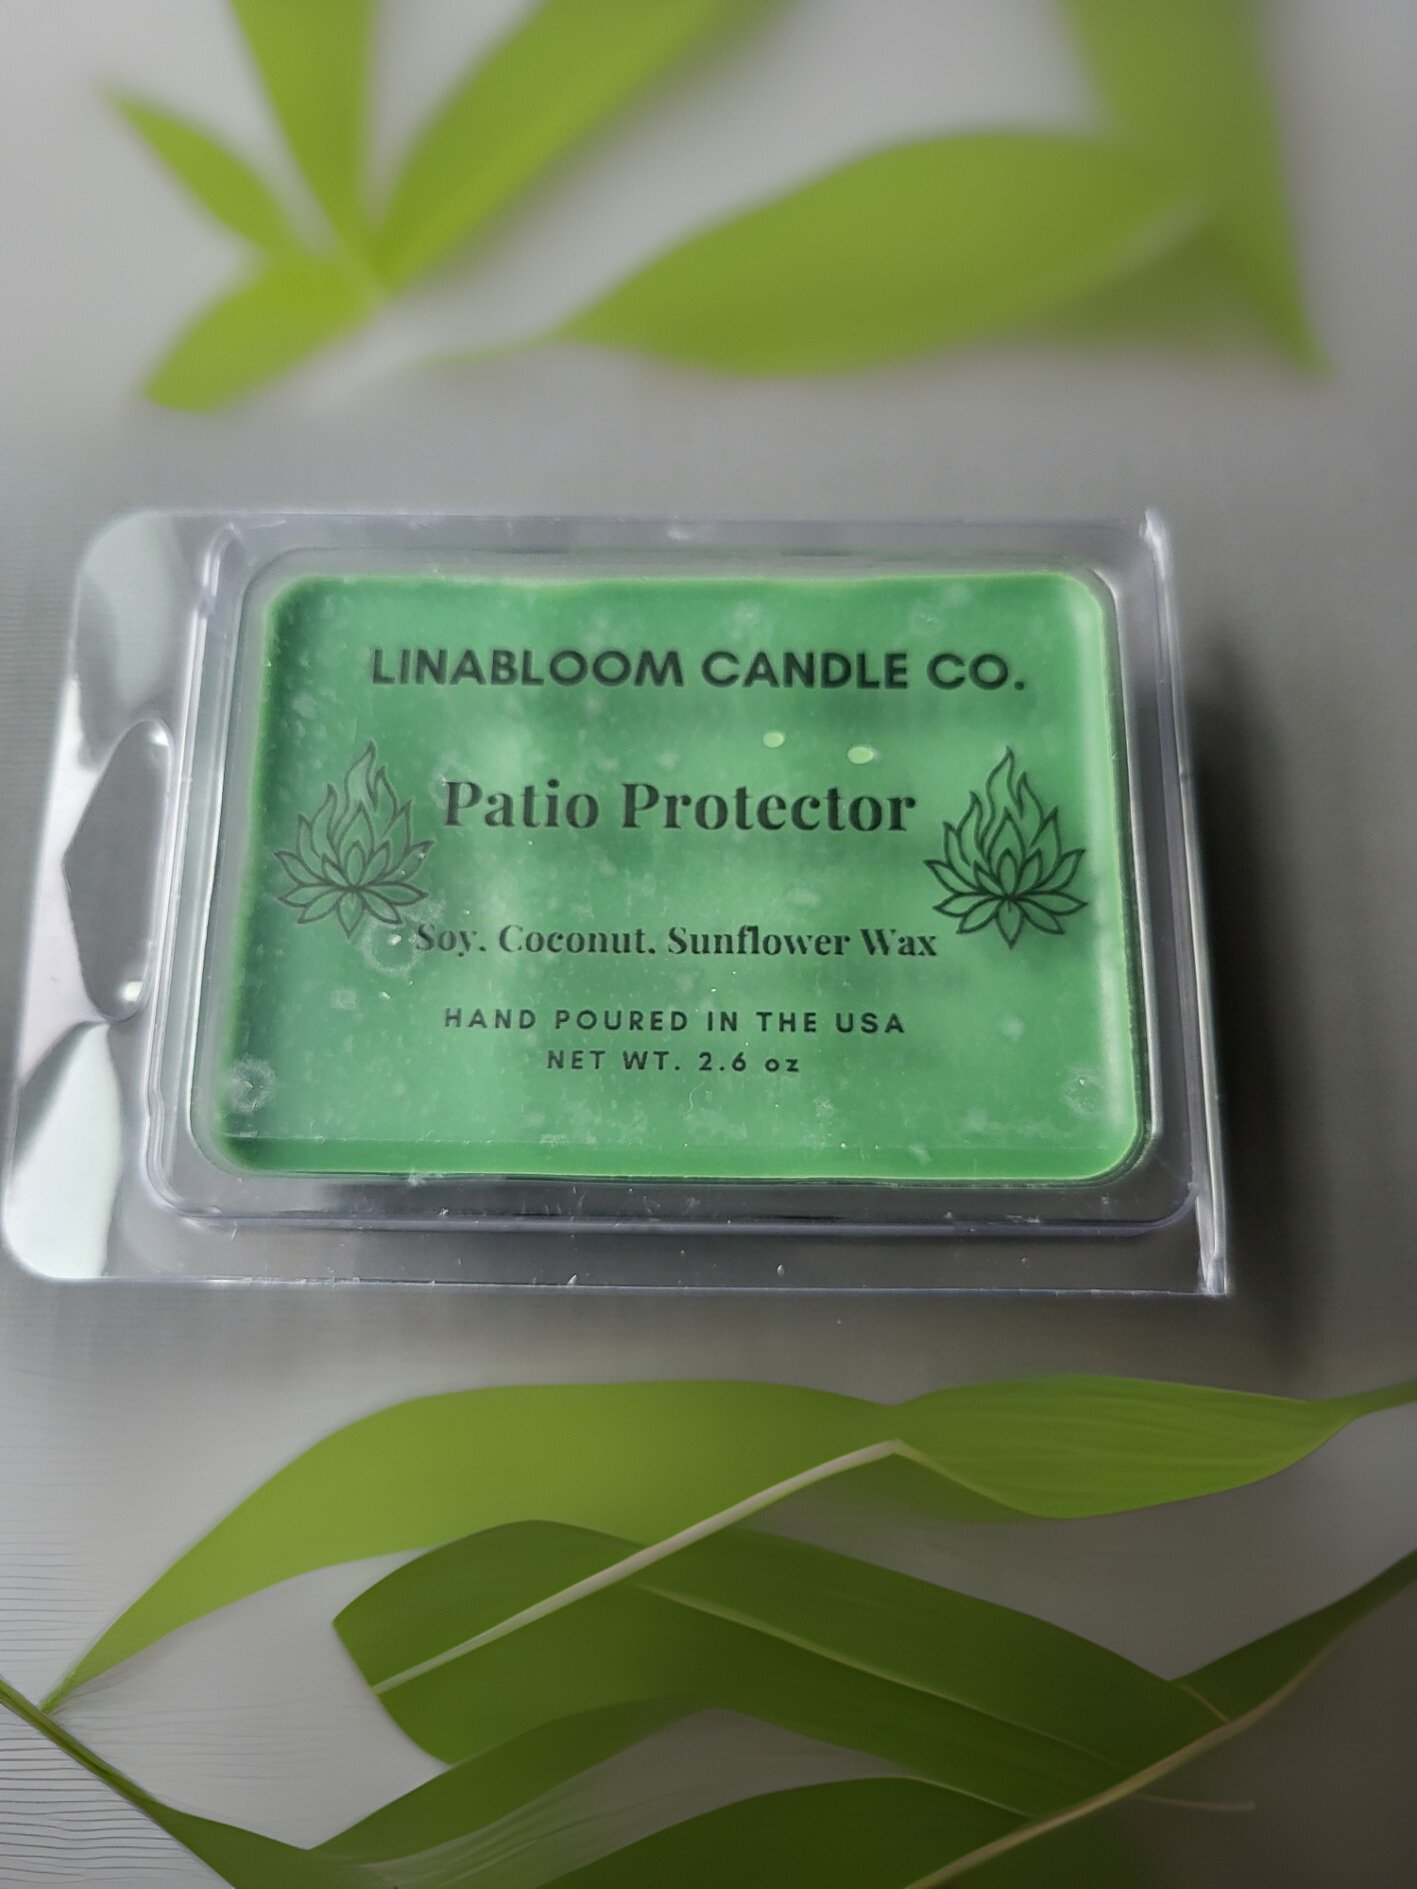 LINABLOOM CANDLE CO.
Patio Protector
Soy. Coconut. Sunflower Wax
HAND POURED IN THE USA
NET WT. 2.6 oz